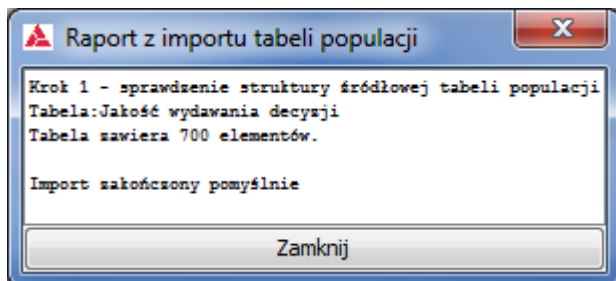 Raport z importu tabeli populacji
Krok 1 - sprawdzenie struktury źródłowej tabeli populacji
Tabela:Jakość wydawania decyzji
Tabela zawiera 700 elementów.
Import zakończony pomyślnie
Zamknij